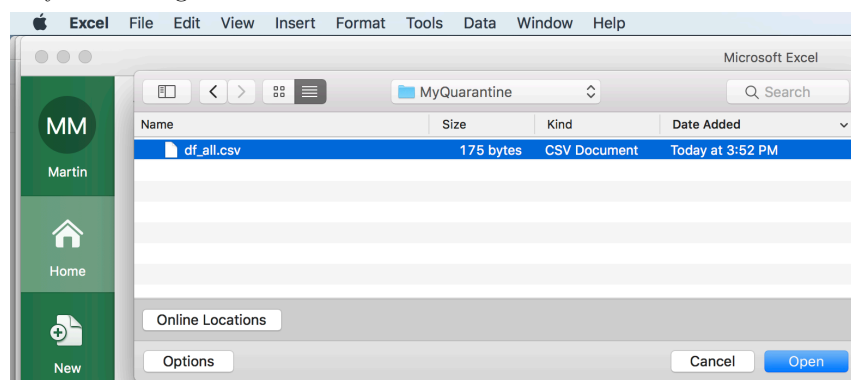 Excel File Edit View Insert Format Tools Data Window Help
Microsoft Excel
MyQuarantine
Search
MM
Martin
Name Size Kind Date Added
df_all.csv 175 bytes CSV Document Today at 3:52 PM
Home
Online Locations
New
Options Cancel Open